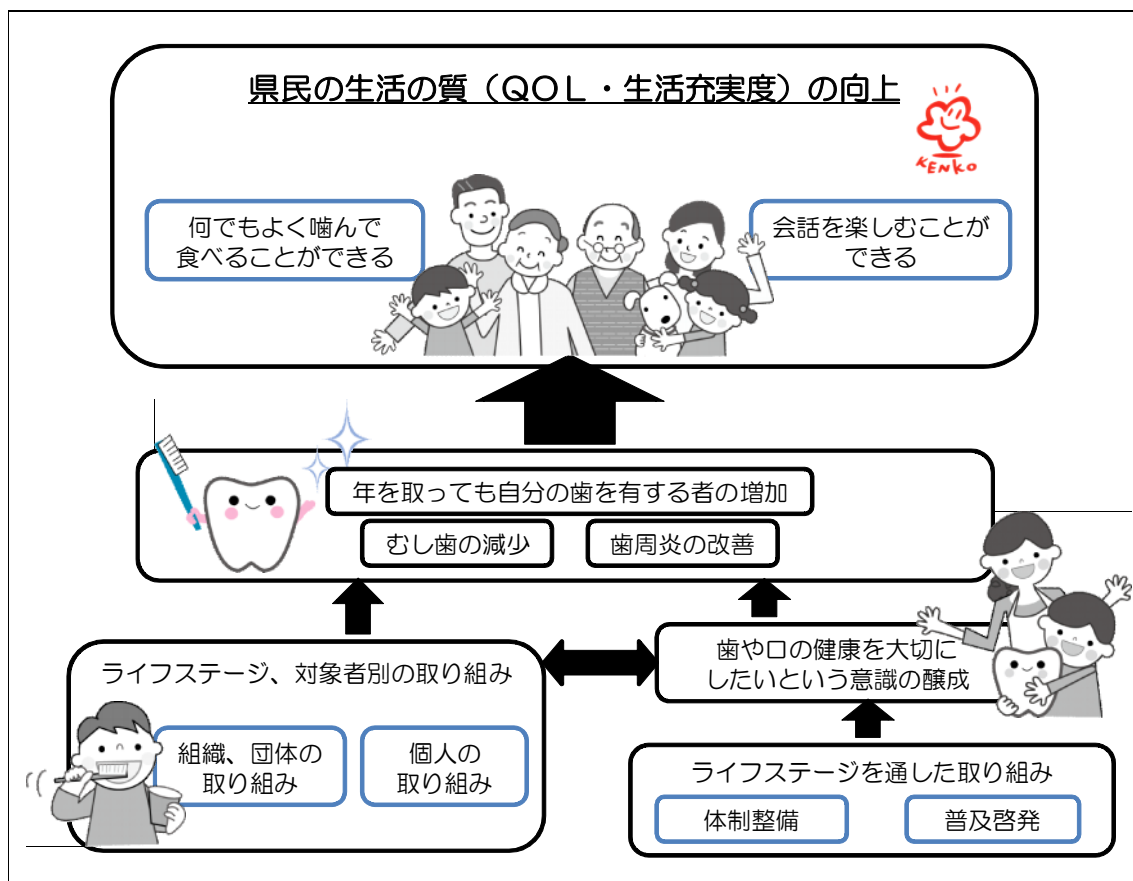 県民の生活の質（ＱＯＬ・生活充実度）の向上
KENKO
何でもよく噛んで
食べることができる
会話を楽しむことが
できる
年を取っても自分の歯を有する者の増加
むし歯の減少
歯周炎の改善
ライフステージ、対象者別の取り組み
組織、団体の
取り組み
個人の
取り組み
歯や口の健康を大切に
したいという意識の醸成
ライフステージを通した取り組み
体制整備
普及啓発